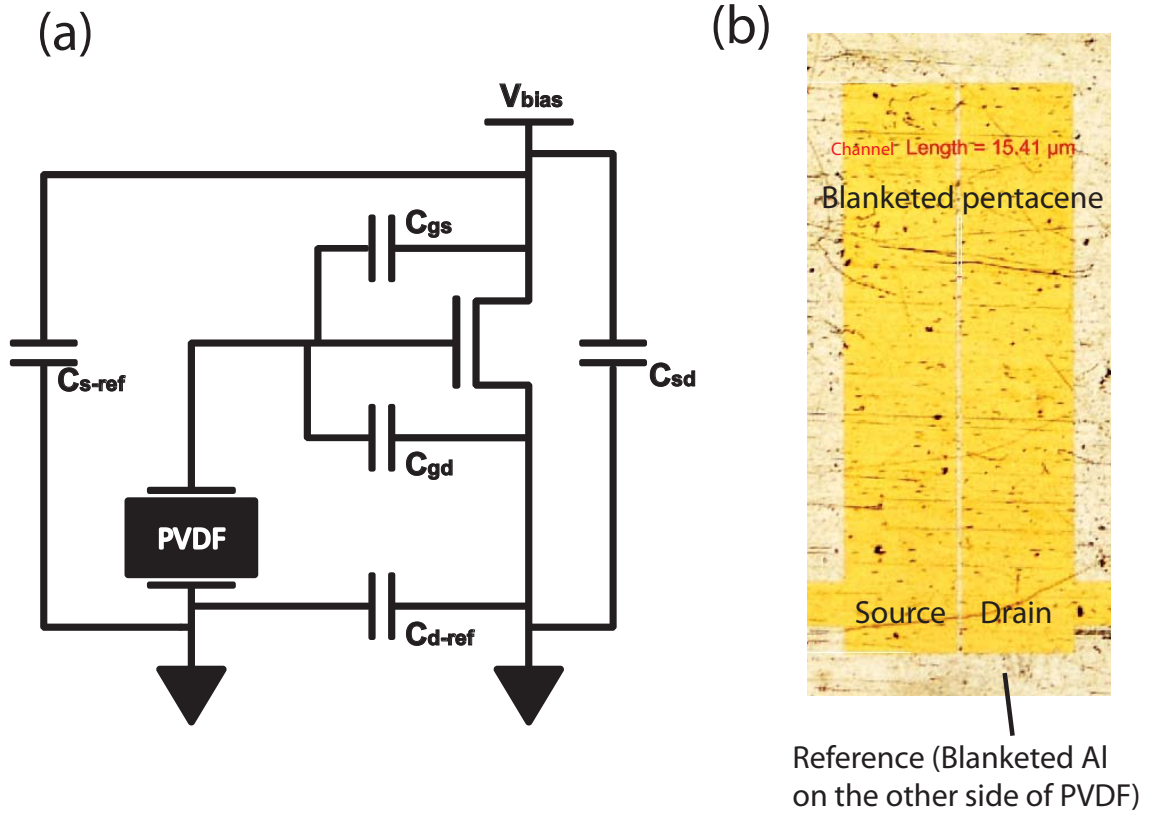 (a)
(b)
Vbias
Channel Length = 15.41 µm
Blanketed pentacene
Cgs
Cs-ref
Csd
Cgd
PVDF
Cd-ref
Source Drain
Reference (Blanketed Al
on the other side of PVDF)